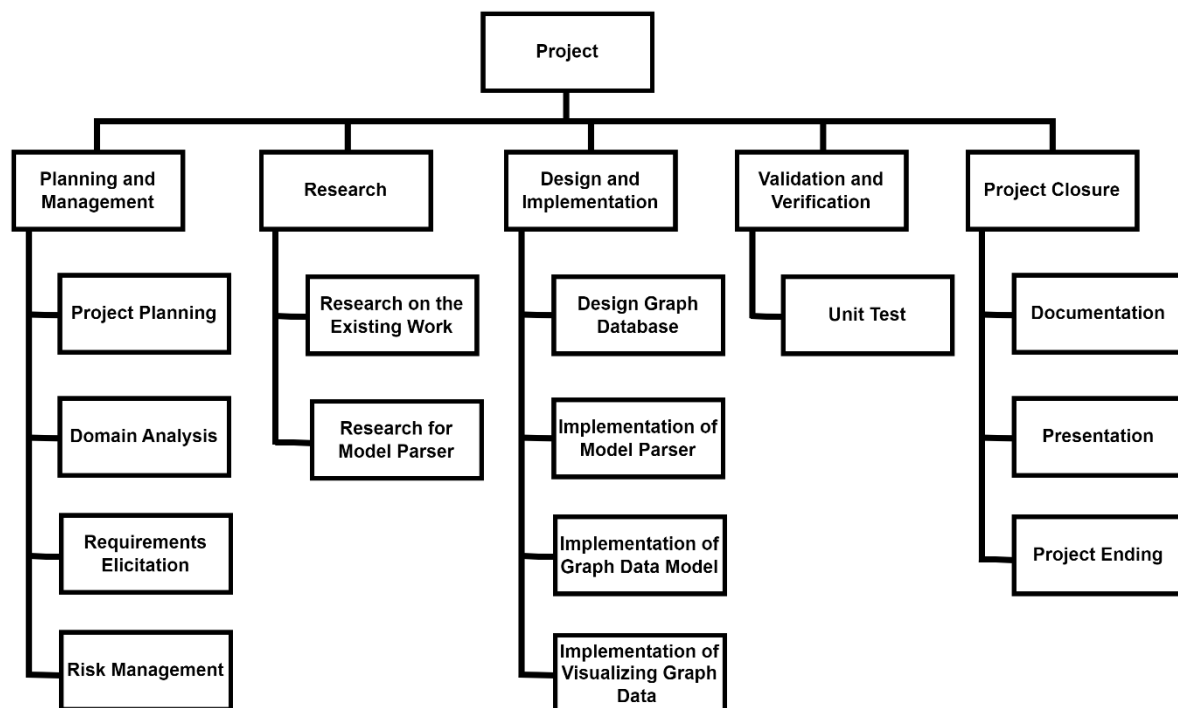 Project
Planning and
Management
Research
Design and
Implementation
Validation and
Verification
Project Closure
Project Planning
Domain Analysis
Requirements
Elicitation
Risk Management
Research on the
Existing Work
Research for
Model Parser
Design Graph
Database
Implementation of
Model Parser
Implementation of
Graph Data Model
Implementation of
Visualizing Graph
Data
Unit Test
Documentation
Presentation
Project Ending